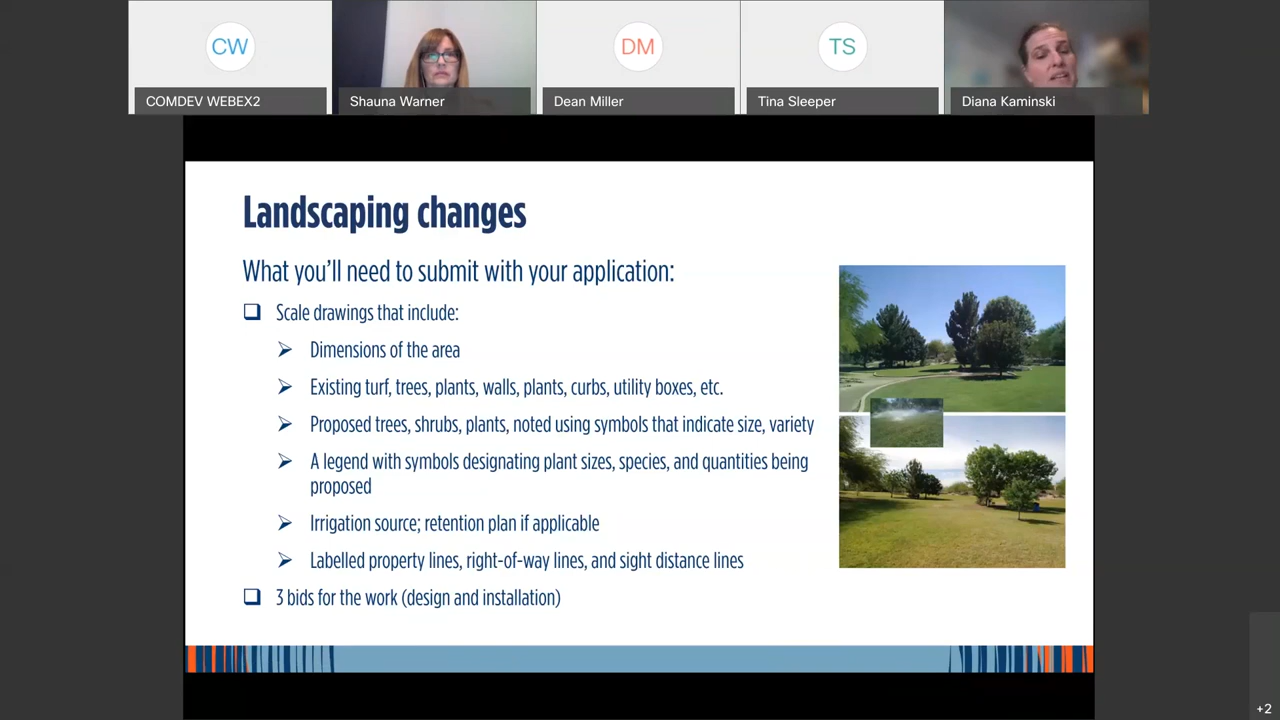 CW
DM
TS
COMDEV WEBEX2
Shauna Warner
Dean Miller
Tina Sleeper
Diana Kaminski
Landscaping changes
What you'll need to submit with your application:
Scale drawings that include:
Dimensions of the area
Existing turf, trees, plants, walls, plants, curbs, utility boxes, etc.
Proposed trees, shrubs, plants, noted using symbols that indicate size, variety
A legend with symbols designating plant sizes, species, and quantities being
proposed
Irrigation source; retention plan if applicable
Labelled property lines, right-of-way lines, and sight distance lines
3 bids for the work (design and installation)
+2